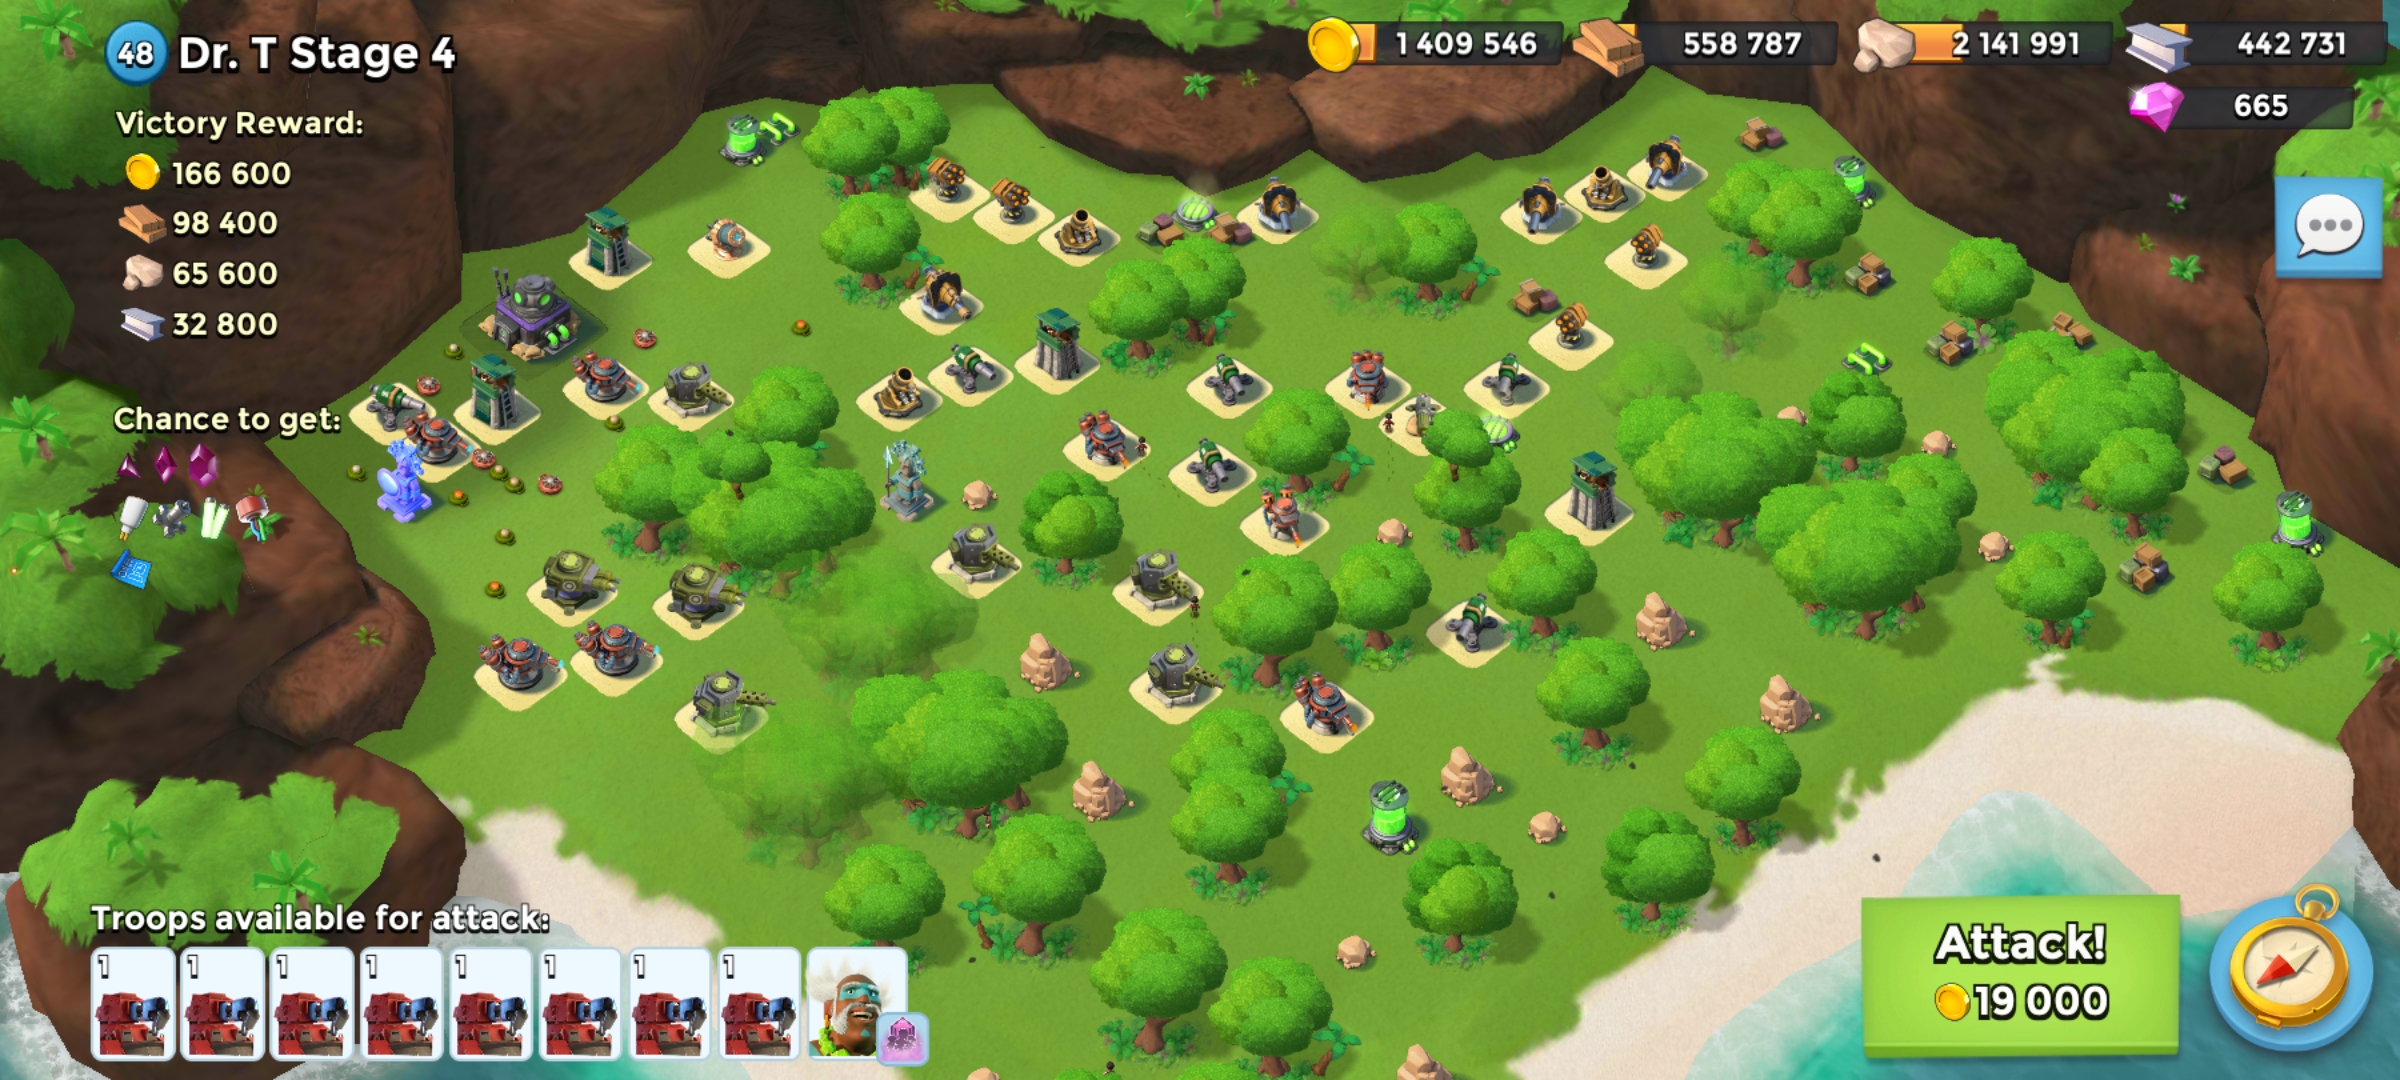 48 Dr. T Stage 4
1 409 546
558 787
2 141 991
442 731
665
Victory Reward:
166 600
98 400
65 600
32 800
Chance to get:
Troops available for attack:
1 1 1 1 1 1 1 1
Attack!
19 000